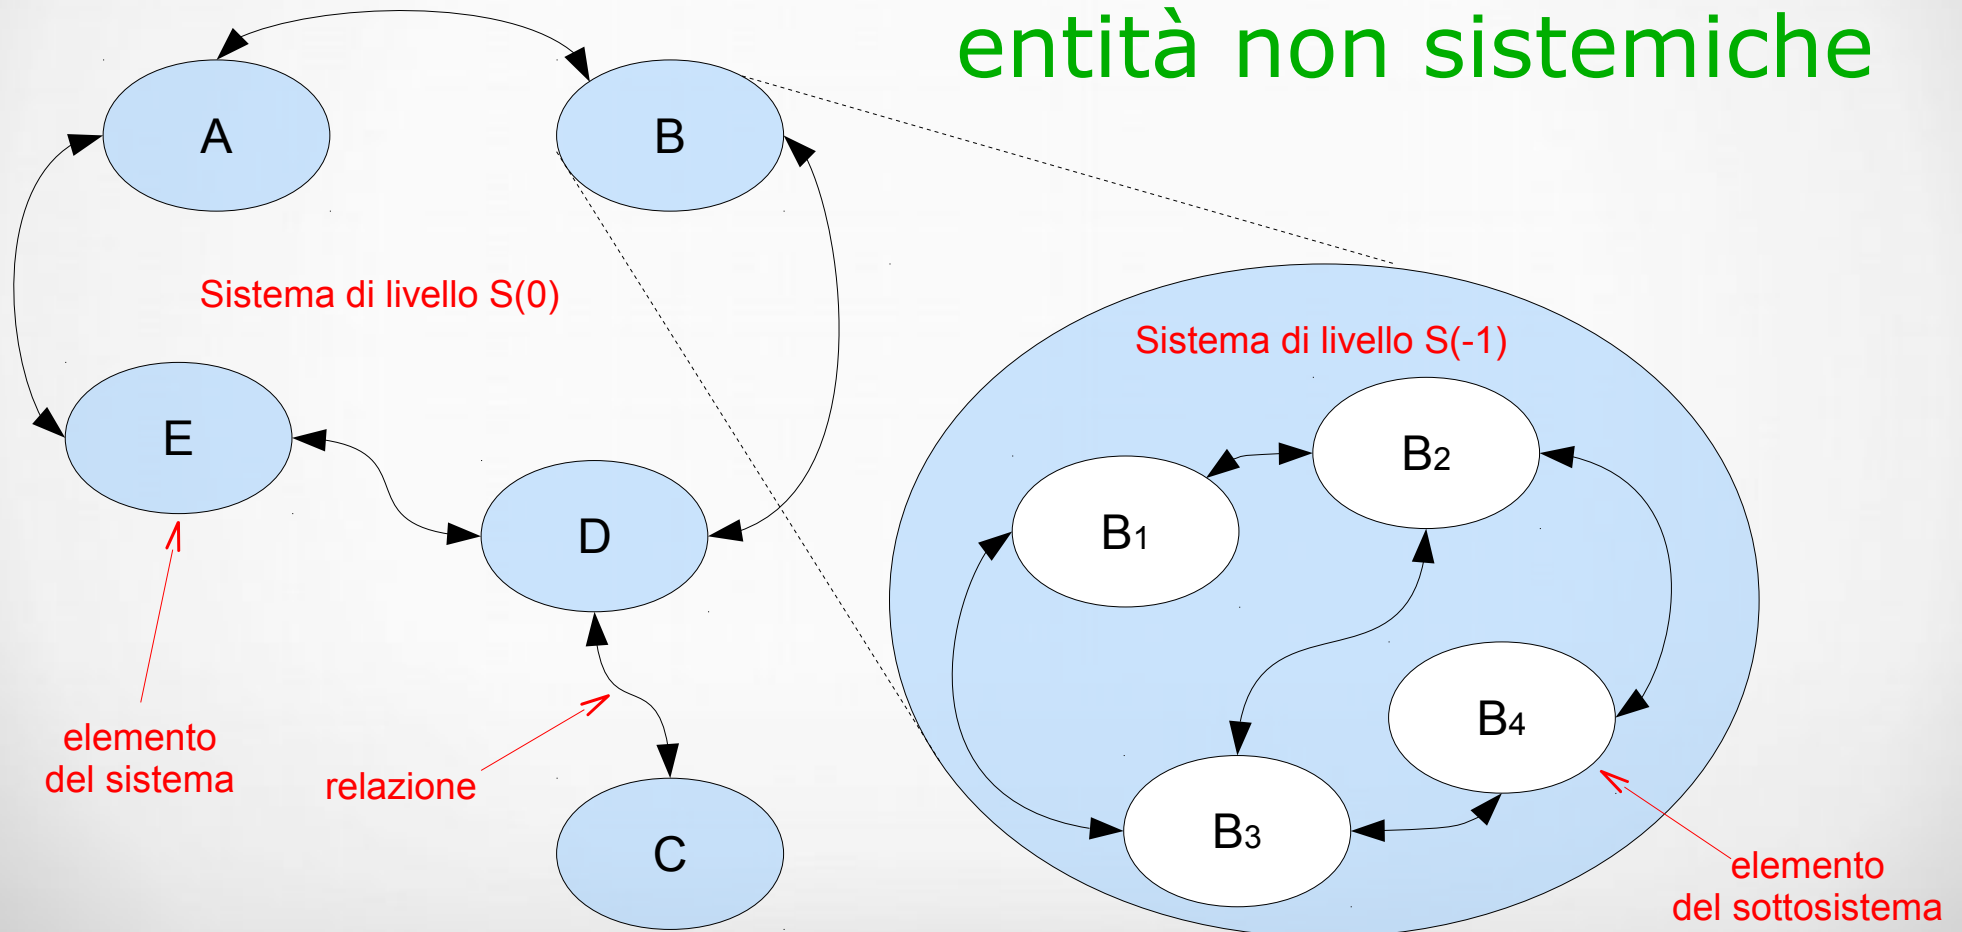 entità non sistemiche
A
B
Sistema di livello S(0)
Sistema di livello S(-1)
E
D
B2
B1
B4
B3
C
elemento
del sistema
relazione
elemento
del sottosistema